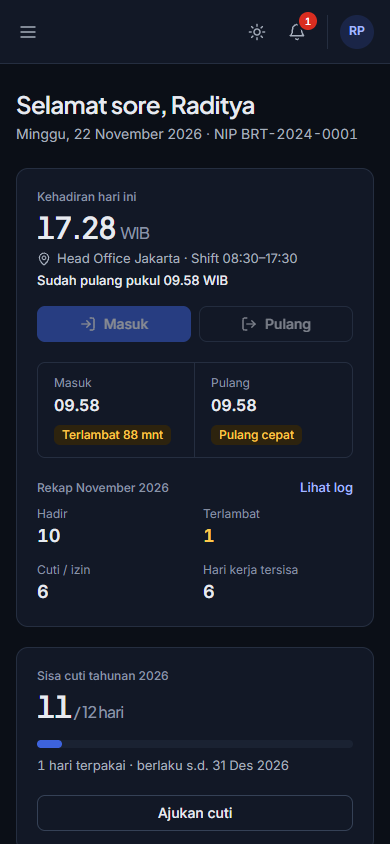 1
RP
Selamat sore, Raditya
Minggu, 22 November 2026 · NIP BRT-2024-0001
Kehadiran hari ini
17.28 WIB
Head Office Jakarta · Shift 08:30–17:30
Sudah pulang pukul 09.58 WIB
Masuk Pulang
Masuk Pulang
09.58 09.58
Terlambat 88 mnt Pulang cepat
Rekap November 2026 Lihat log
Hadir Terlambat
10 1
Cuti / izin Hari kerja tersisa
6 6
Sisa cuti tahunan 2026
11 / 12 hari
1 hari terpakai · berlaku s.d. 31 Des 2026
Ajukan cuti